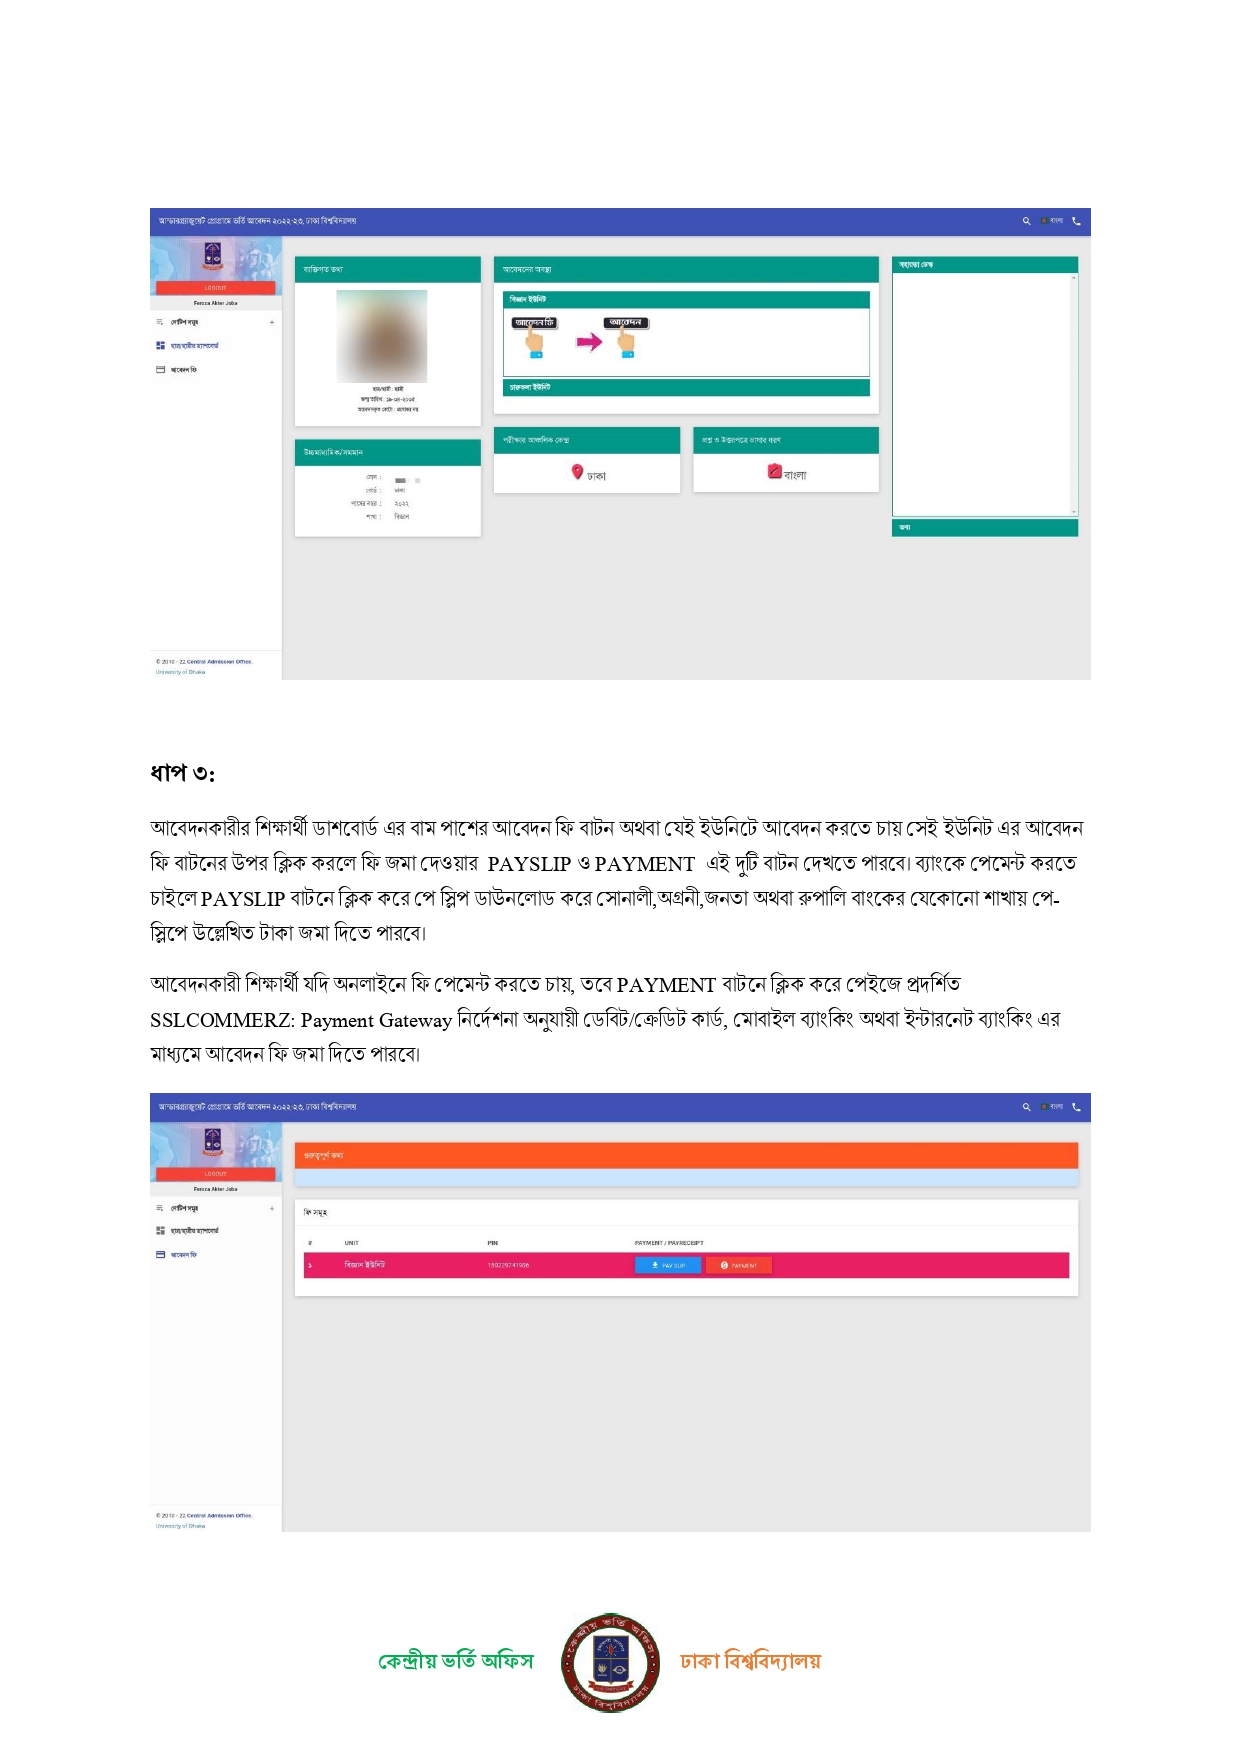 আন্ডারগ্র্যাজুয়েট প্রোগ্রামে ভর্তি আবেদন ২০২২-২৩, ঢাকা বিশ্ববিদ্যালয়
বাংলা
LOGOUT
Feroza Akter Joba
নোটিশ সমূহ +
ছাত্র/ছাত্রীর ড্যাশবোর্ড
আবেদন ফি
ব্যক্তিগত তথ্য
ছাত্র/ছাত্রী : ছাত্রী
উচ্চমাধ্যমিক/সমমান
রোল :
বোর্ড : ঢাকা
পাসের বছর : ২০২২
শাখা : বিজ্ঞান
আবেদনের অবস্থা
বিজ্ঞান ইউনিট
আবেদন ফি
আবেদন
চারুকলা ইউনিট
পরীক্ষার আঞ্চলিক কেন্দ্র
ঢাকা
প্রশ্ন ও উত্তরপত্রে ভাষার ধরণ
বাংলা
সহায়তা ডেস্ক
তথ্য
© 2010 - 22 Central Admission Office.
University of Dhaka
ধাপ ৩:
আবেদনকারীর শিক্ষার্থী ডাশবোর্ড এর বাম পাশের আবেদন ফি বাটন অথবা যেই ইউনিটে আবেদন করতে চায় সেই ইউনিট এর আবেদন
ফি বাটনের উপর ক্লিক করলে ফি জমা দেওয়ার PAYSLIP ও PAYMENT এই দুটি বাটন দেখতে পারবে। ব্যাংকে পেমেন্ট করতে
চাইলে PAYSLIP বাটনে ক্লিক করে পে স্লিপ ডাউনলোড করে সোনালী,অগ্রনী,জনতা অথবা রুপালি বাংকের যেকোনো শাখায় পে-
স্লিপে উল্লেখিত টাকা জমা দিতে পারবে।
আবেদনকারী শিক্ষার্থী যদি অনলাইনে ফি পেমেন্ট করতে চায়, তবে PAYMENT বাটনে ক্লিক করে পেইজে প্রদর্শিত
SSLCOMMERZ: Payment Gateway নির্দেশনা অনুযায়ী ডেবিট/ক্রেডিট কার্ড, মোবাইল ব্যাংকিং অথবা ইন্টারনেট ব্যাংকিং এর
মাধ্যমে আবেদন ফি জমা দিতে পারবে।
আন্ডারগ্র্যাজুয়েট প্রোগ্রামে ভর্তি আবেদন ২০২২-২৩, ঢাকা বিশ্ববিদ্যালয়
বাংলা
LOGOUT
Feroza Akter Joba
নোটিশ সমূহ +
ছাত্র/ছাত্রীর ড্যাশবোর্ড
আবেদন ফি
গুরুত্বপূর্ণ তথ্য
ফি সমূহ
# UNIT PIN PAYMENT / PAYRECEIPT
১ বিজ্ঞান ইউনিট PAY SLIP PAYMENT
© 2010 - 22 Central Admission Office.
University of Dhaka
কেন্দ্রীয় ভর্তি অফিস
কেন্দ্রীয় ভর্তি অফিস
ঢাকা বিশ্ববিদ্যালয়
ঢাকা বিশ্ববিদ্যালয়